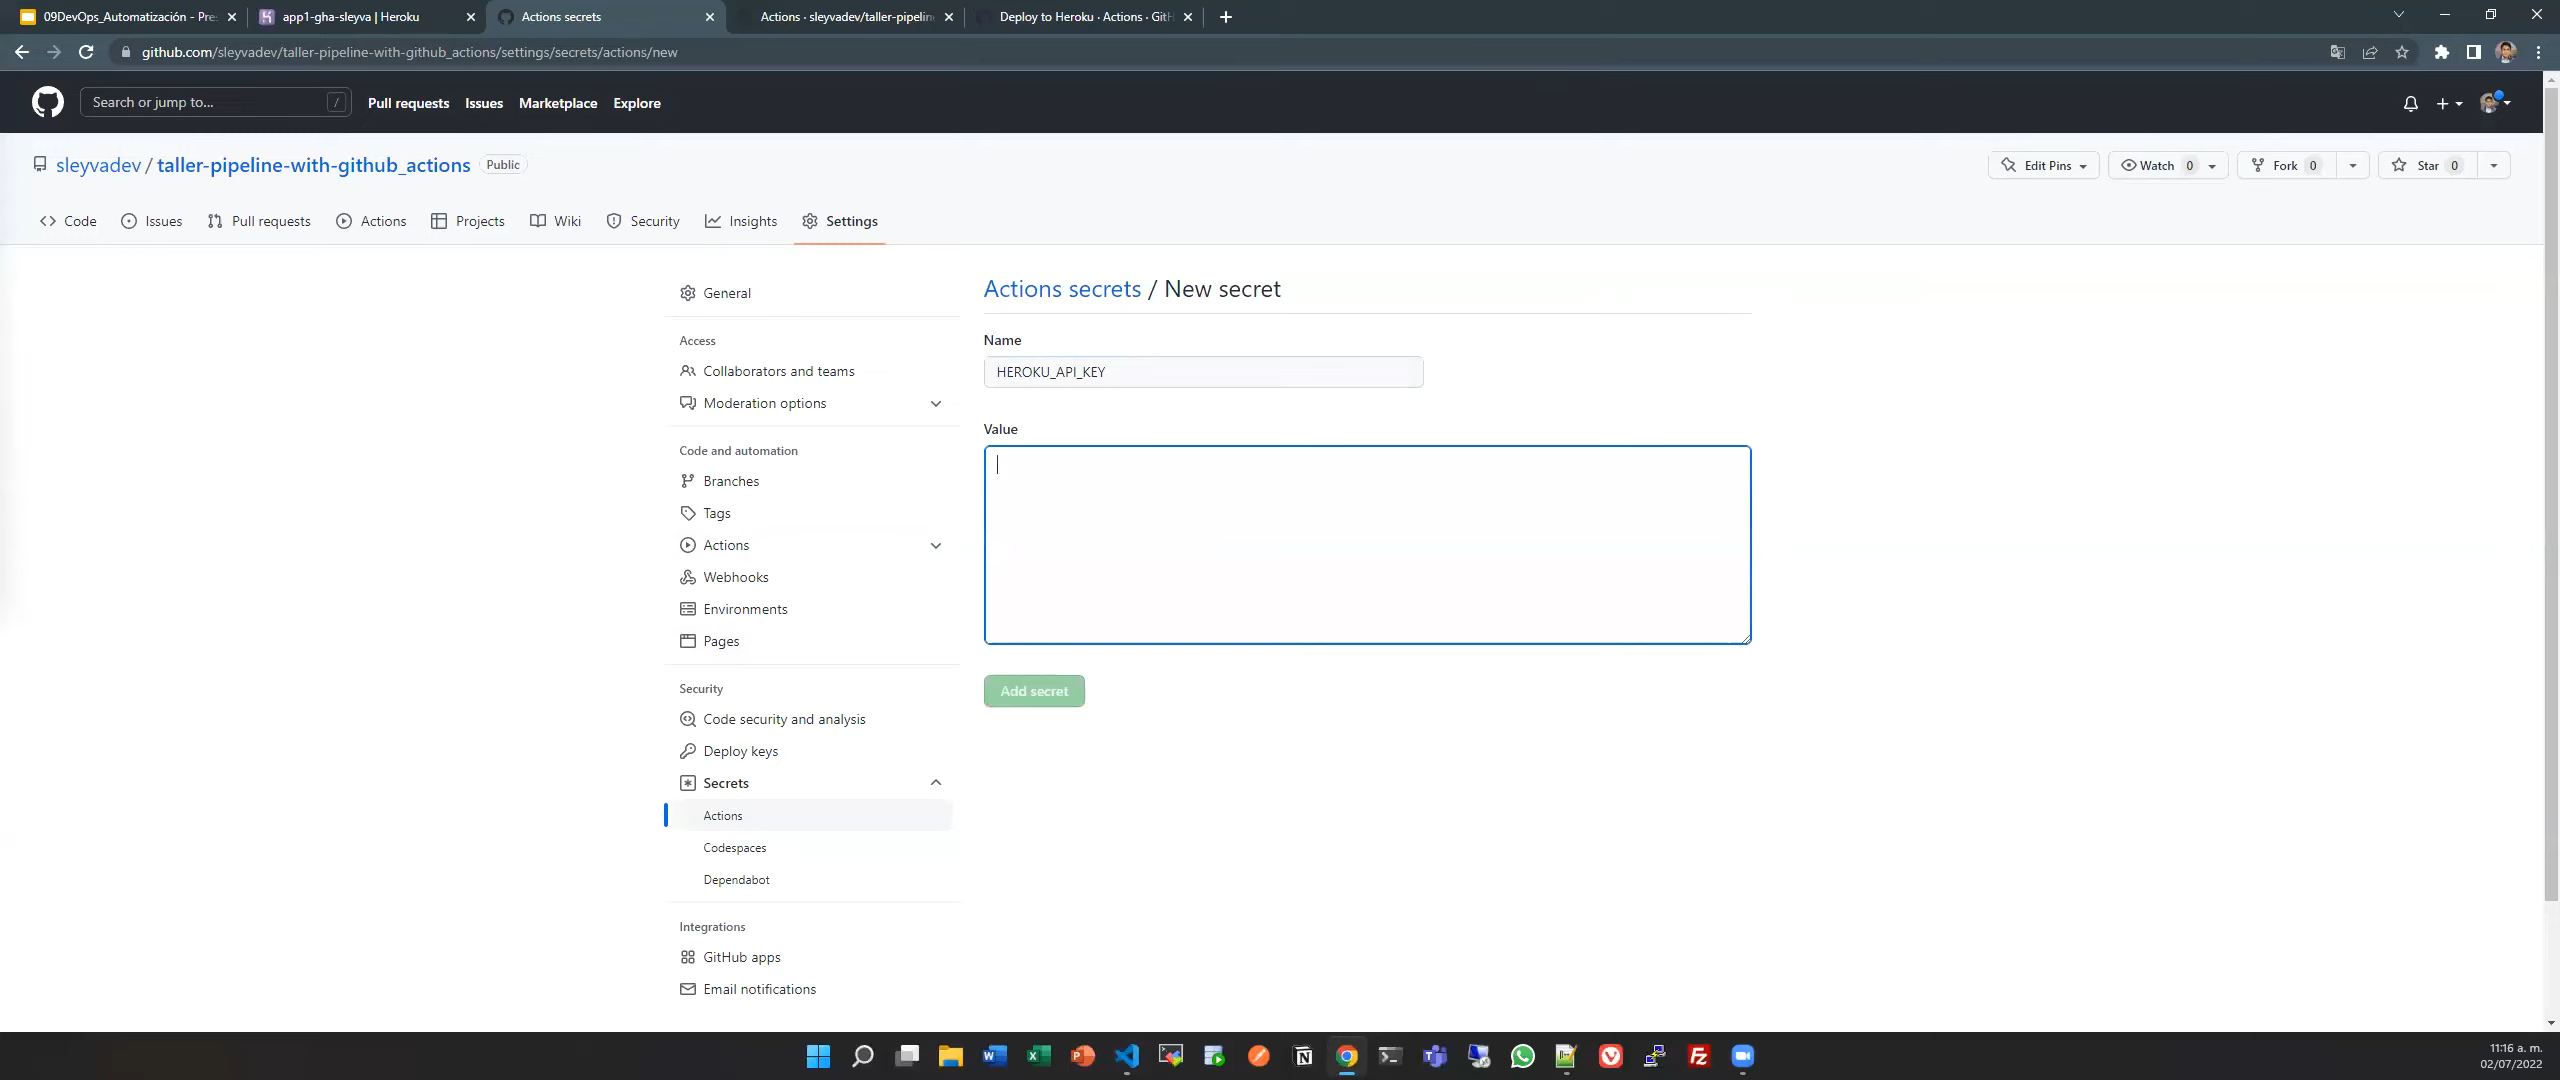 09DevOps_Automatización - Pre
app1-gha-sleyva | Heroku
Actions secrets
Actions · sleyvadev/taller-pipelin
Deploy to Heroku · Actions · GitH
github.com/sleyvadev/taller-pipeline-with-github_actions/settings/secrets/actions/new
Search or jump to...
/
Pull requests
Issues
Marketplace
Explore
sleyvadev / taller-pipeline-with-github_actions
Public
Edit Pins
Watch 0
Fork 0
Star 0
Code
Issues
Pull requests
Actions
Projects
Wiki
Security
Insights
Settings
General
Access
Collaborators and teams
Moderation options
Code and automation
Branches
Tags
Actions
Webhooks
Environments
Pages
Security
Code security and analysis
Deploy keys
Secrets
Actions
Codespaces
Dependabot
Integrations
GitHub apps
Email notifications
Actions secrets / New secret
Name
HEROKU_API_KEY
Value
Add secret
11:16 a. m.
02/07/2022